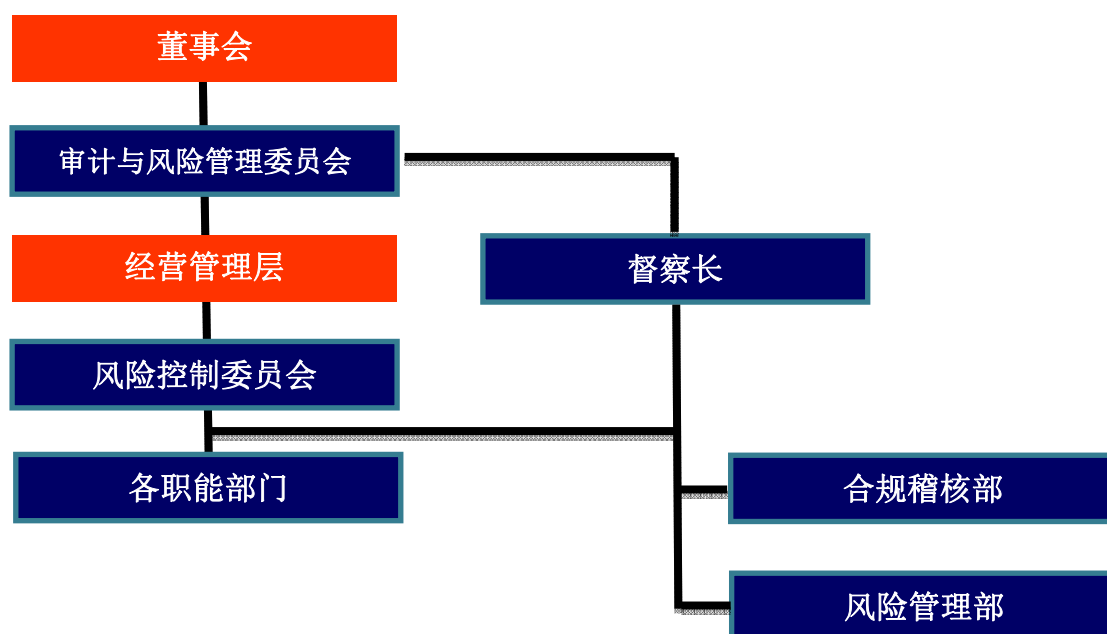 董事会
审计与风险管理委员会
经营管理层
督察长
风险控制委员会
各职能部门
合规稽核部
风险管理部